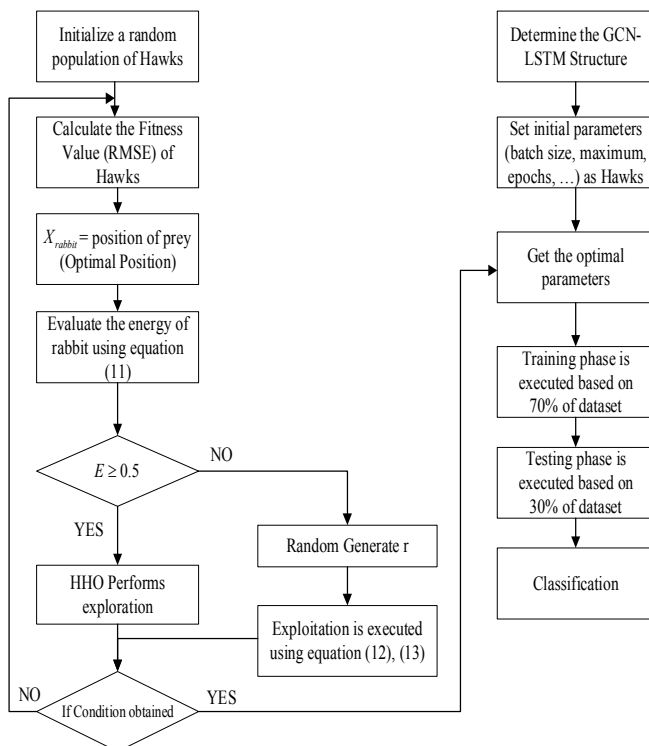 Initialize a random
population of Hawks
Calculate the Fitness
Value (RMSE) of
Hawks
X_rabbit = position of prey
(Optimal Position)
Evaluate the energy of
rabbit using equation
(11)
E ≥ 0.5
NO
YES
Random Generate r
HHO Performs
exploration
Exploitation is executed
using equation (12), (13)
NO
If Condition obtained
YES
Determine the GCN-
LSTM Structure
Set initial parameters
(batch size, maximum,
epochs, …) as Hawks
Get the optimal
parameters
Training phase is
executed based on
70% of dataset
Testing phase is
executed based on
30% of dataset
Classification